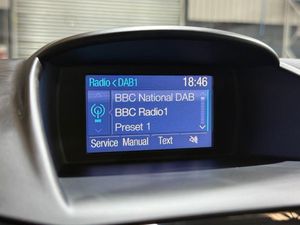 Radio < DAB1 18:46
BBC National DAB
BBC Radio1
Preset 1
Service Manual Text